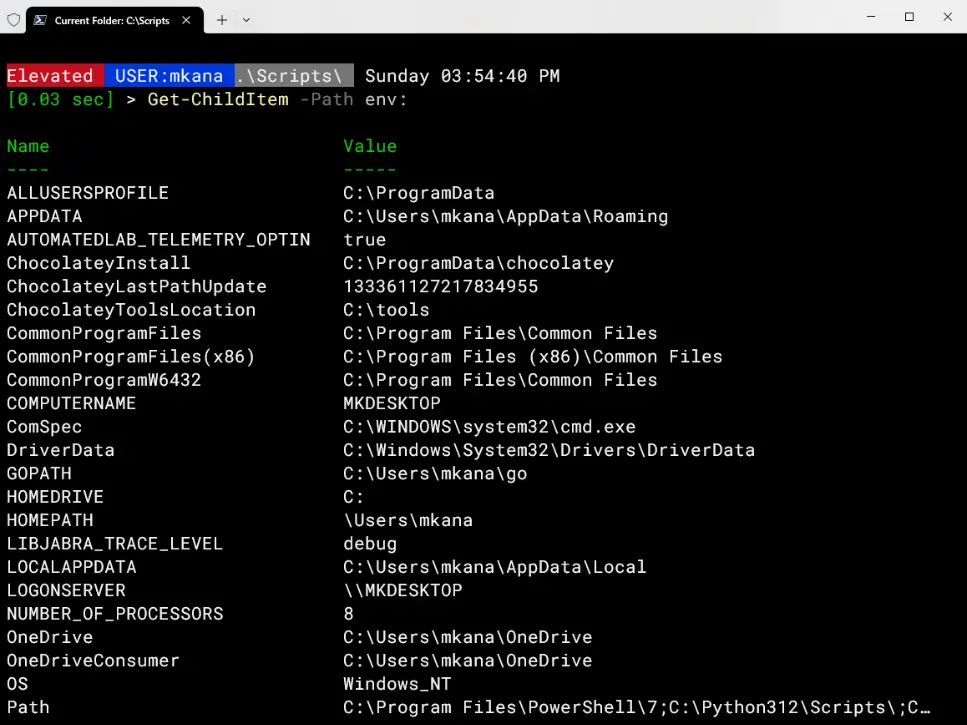 Current Folder: C:\Scripts
Elevated USER:mkana .\Scripts\ Sunday 03:54:40 PM
[0.03 sec] > Get-ChildItem -Path env:
Name Value
---- -----
ALLUSERSPROFILE C:\ProgramData
APPDATA C:\Users\mkana\AppData\Roaming
AUTOMATEDLAB_TELEMETRY_OPTIN true
ChocolateyInstall C:\ProgramData\chocolatey
ChocolateyLastPathUpdate 133361127217834955
ChocolateyToolsLocation C:\tools
CommonProgramFiles C:\Program Files\Common Files
CommonProgramFiles(x86) C:\Program Files (x86)\Common Files
CommonProgramW6432 C:\Program Files\Common Files
COMPUTERNAME MKDESKTOP
ComSpec C:\WINDOWS\system32\cmd.exe
DriverData C:\Windows\System32\Drivers\DriverData
GOPATH C:\Users\mkana\go
HOMEDRIVE C:
HOMEPATH \Users\mkana
LIBJABRA_TRACE_LEVEL debug
LOCALAPPDATA C:\Users\mkana\AppData\Local
LOGONSERVER \\MKDESKTOP
NUMBER_OF_PROCESSORS 8
OneDrive C:\Users\mkana\OneDrive
OneDriveConsumer C:\Users\mkana\OneDrive
OS Windows_NT
Path C:\Program Files\PowerShell\7;C:\Python312\Scripts\;C…